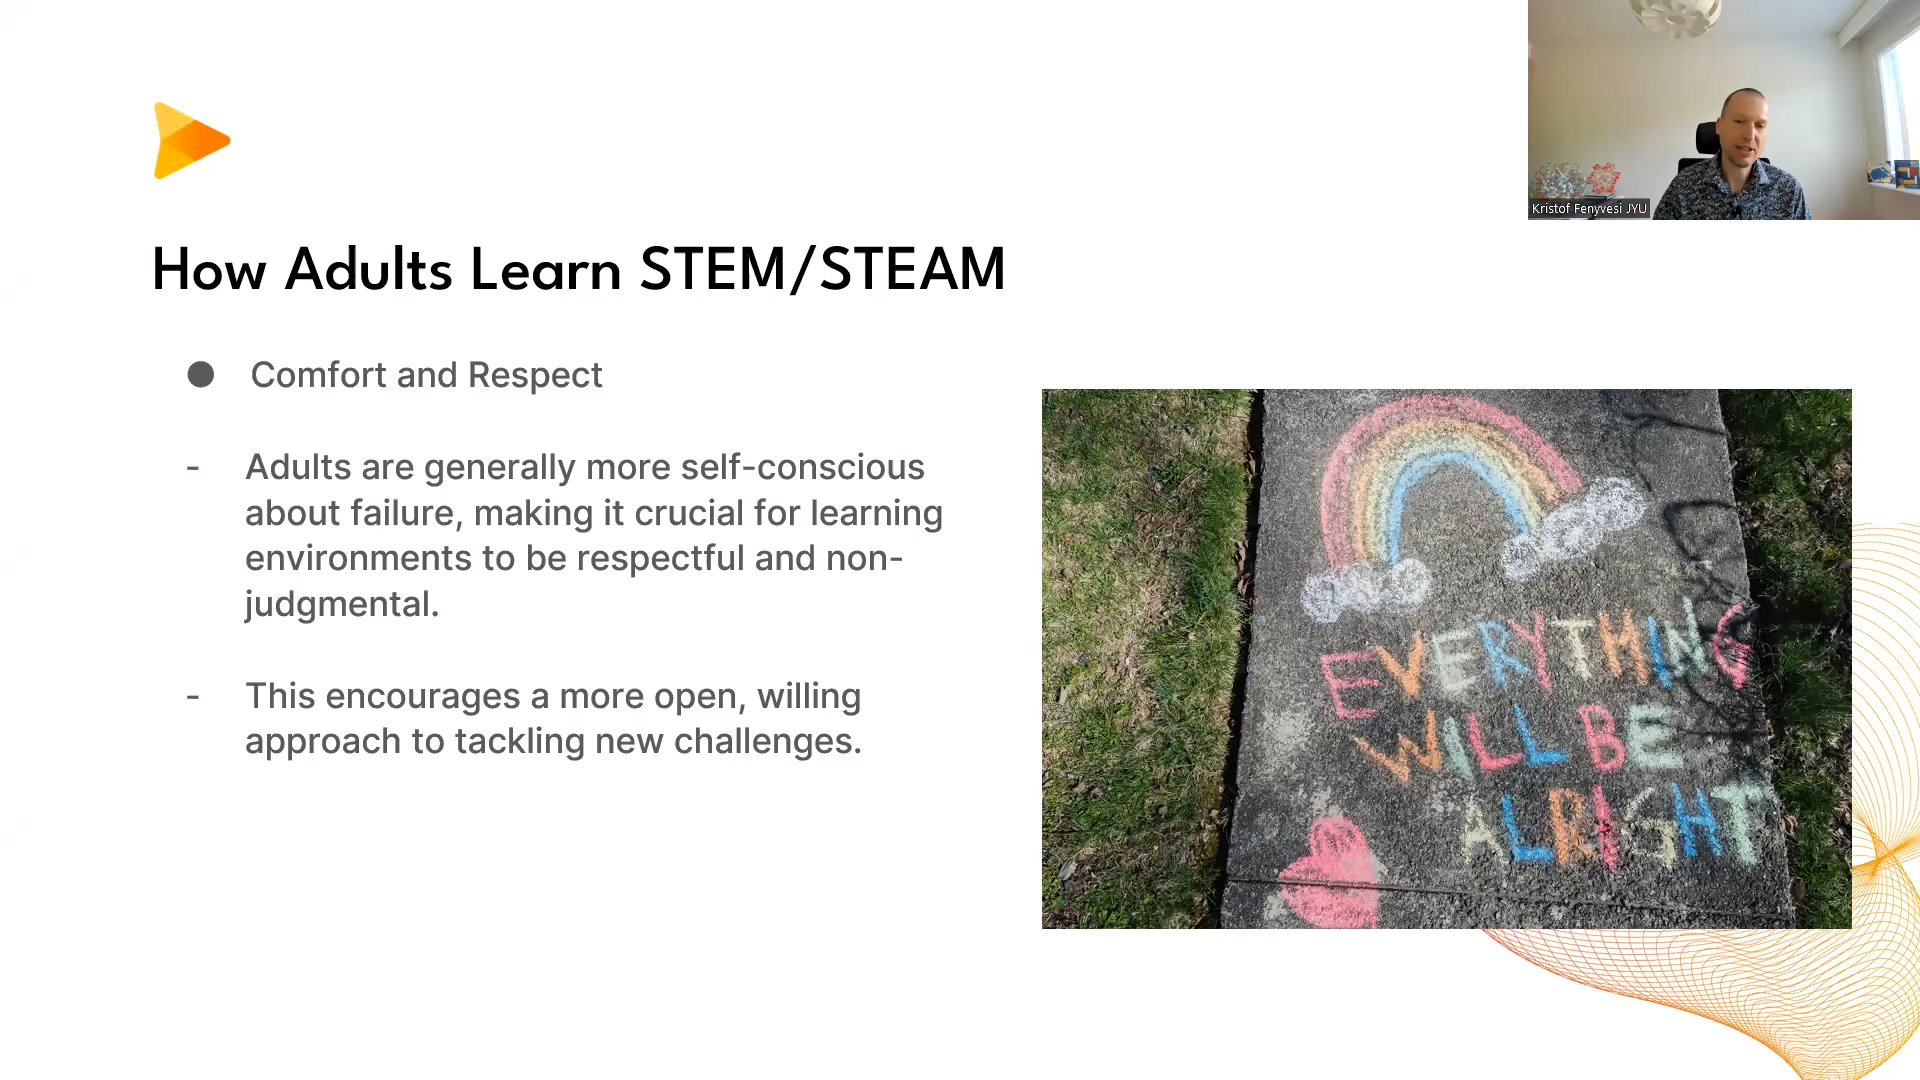 Kristof Fenyvesi JYU
How Adults Learn STEM/STEAM
● Comfort and Respect
- Adults are generally more self-conscious
about failure, making it crucial for learning
environments to be respectful and non-
judgmental.
- This encourages a more open, willing
approach to tackling new challenges.
EVERYTHING
WILL BE
ALRIGHT